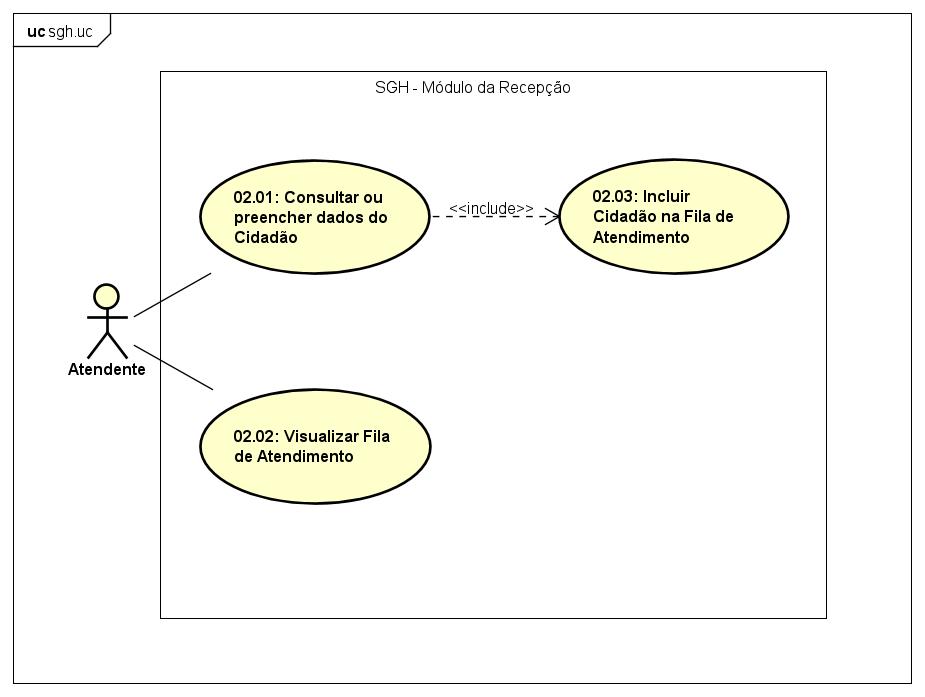 uc sgh.uc
SGH - Módulo da Recepção
02.01: Consultar ou
preencher dados do
Cidadão
<<include>>
02.03: Incluir
Cidadão na Fila de
Atendimento
Atendente
02.02: Visualizar Fila
de Atendimento